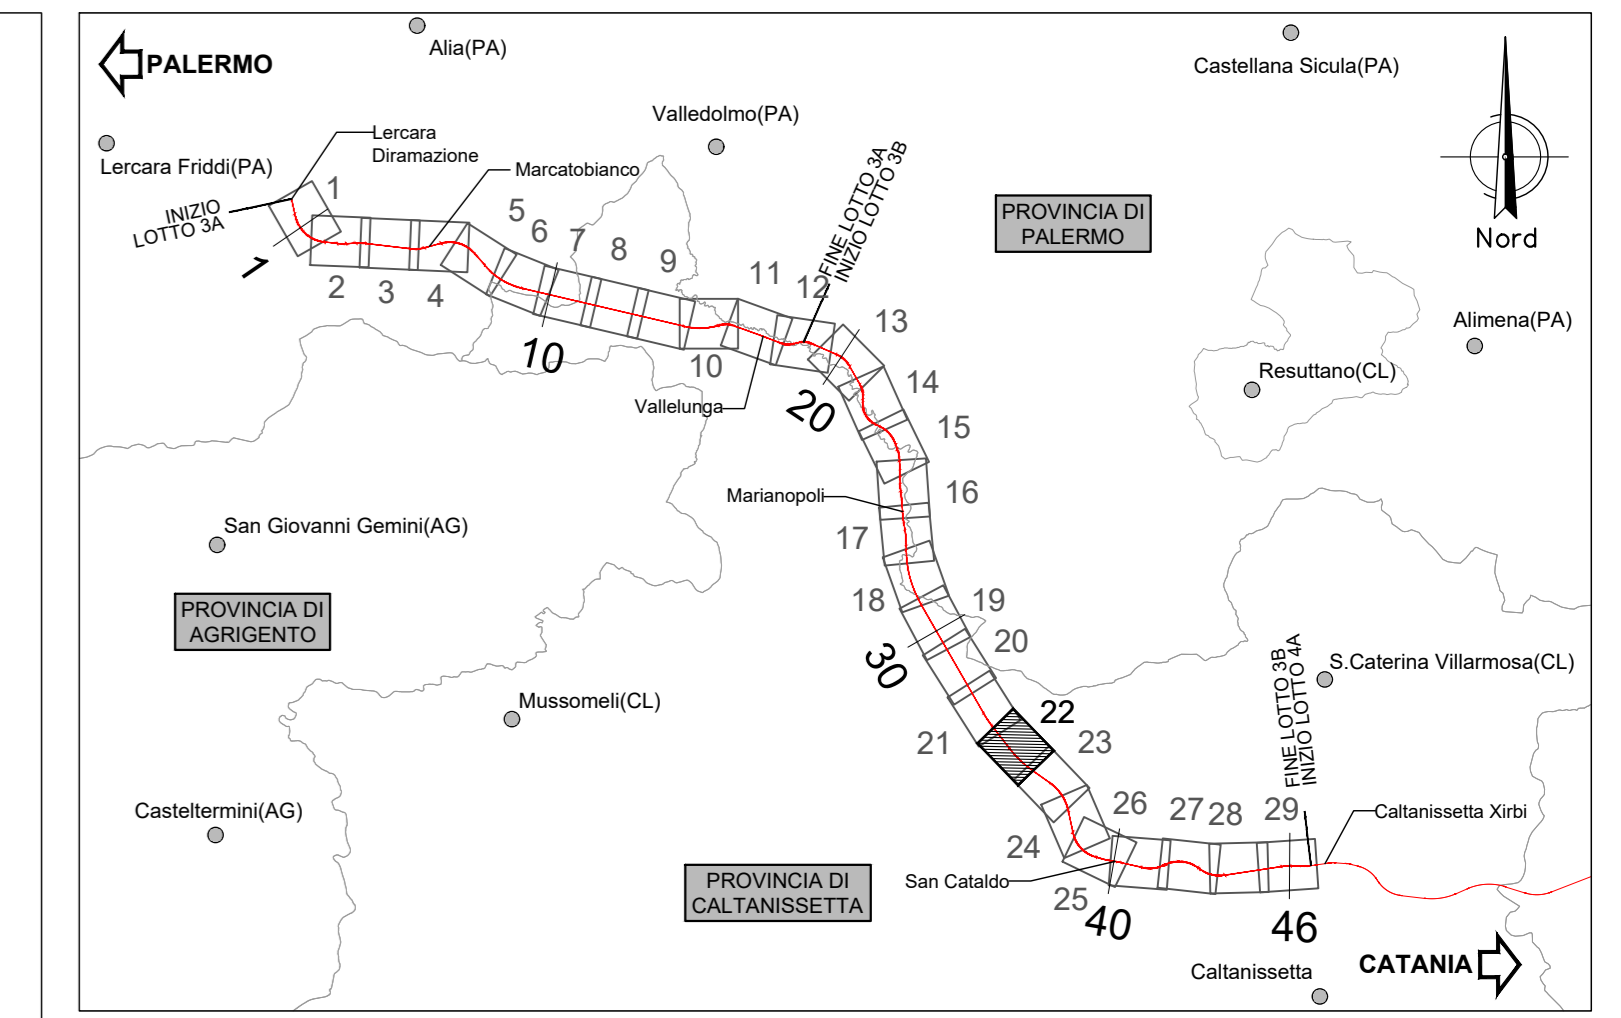 PALERMO
Alia(PA)
Castellana Sicula(PA)
Lercara Friddi(PA)
Lercara
Diramazione
Marcatobianco
Valledolmo(PA)
INIZIO
LOTTO 3A
FINE LOTTO 3A
INIZIO LOTTO 3B
PROVINCIA DI
PALERMO
Nord
1
1
2
3
4
5
6
7
8
9
10
10
11
12
13
14
15
16
17
18
19
20
20
Vallelunga
Alimena(PA)
Resuttano(CL)
Marianopoli
San Giovanni Gemini(AG)
PROVINCIA DI
AGRIGENTO
30
Mussomeli(CL)
21
22
23
S.Caterina Villarmosa(CL)
FINE LOTTO 3B
INIZIO LOTTO 4A
Casteltermini(AG)
24
25
26
27
28
29
Caltanissetta Xirbi
San Cataldo
PROVINCIA DI
CALTANISSETTA
40
46
CATANIA
Caltanissetta